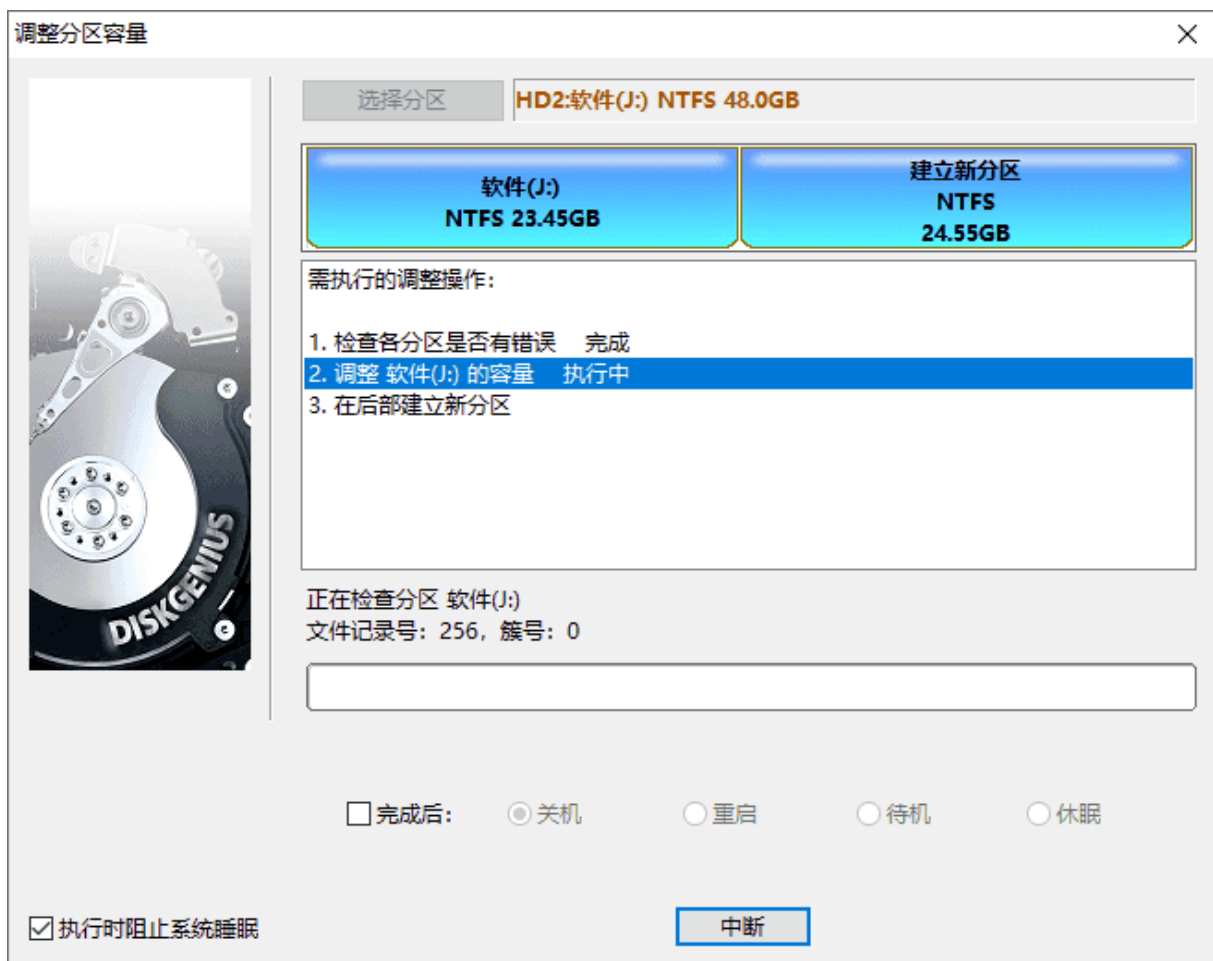 调整分区容量
选择分区 HD2:软件(J:) NTFS 48.0GB
软件(J:)
NTFS 23.45GB
建立新分区
NTFS
24.55GB
需执行的调整操作:
1. 检查各分区是否有错误 完成
2. 调整 软件(J:) 的容量 执行中
3. 在后部建立新分区
DISKGENIUS
正在检查分区 软件(J:)
文件记录号: 256, 簇号: 0
完成后: 关机 重启 待机 休眠
执行时阻止系统睡眠 中断